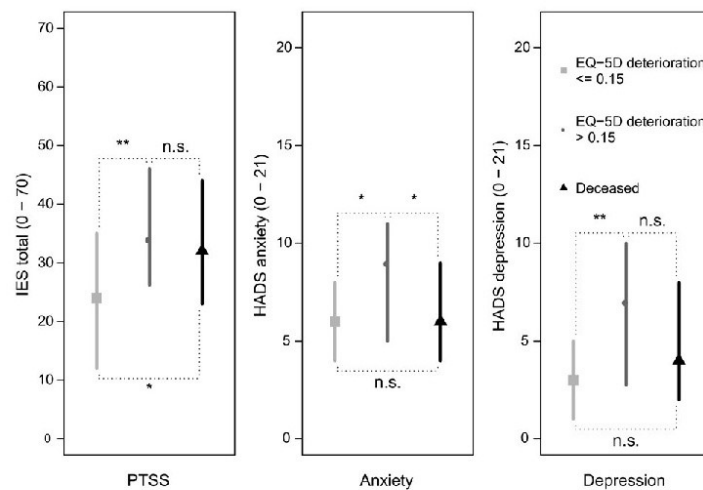 70
60
50
40
30
20
10
0
IES total (0 − 70)
**
n.s.
*
PTSS
20
15
10
5
0
HADS anxiety (0 − 21)
*
*
n.s.
Anxiety
20
15
10
5
0
HADS depression (0 − 21)
EQ−5D deterioration
<= 0.15
EQ−5D deterioration
> 0.15
Deceased
**
n.s.
n.s.
Depression